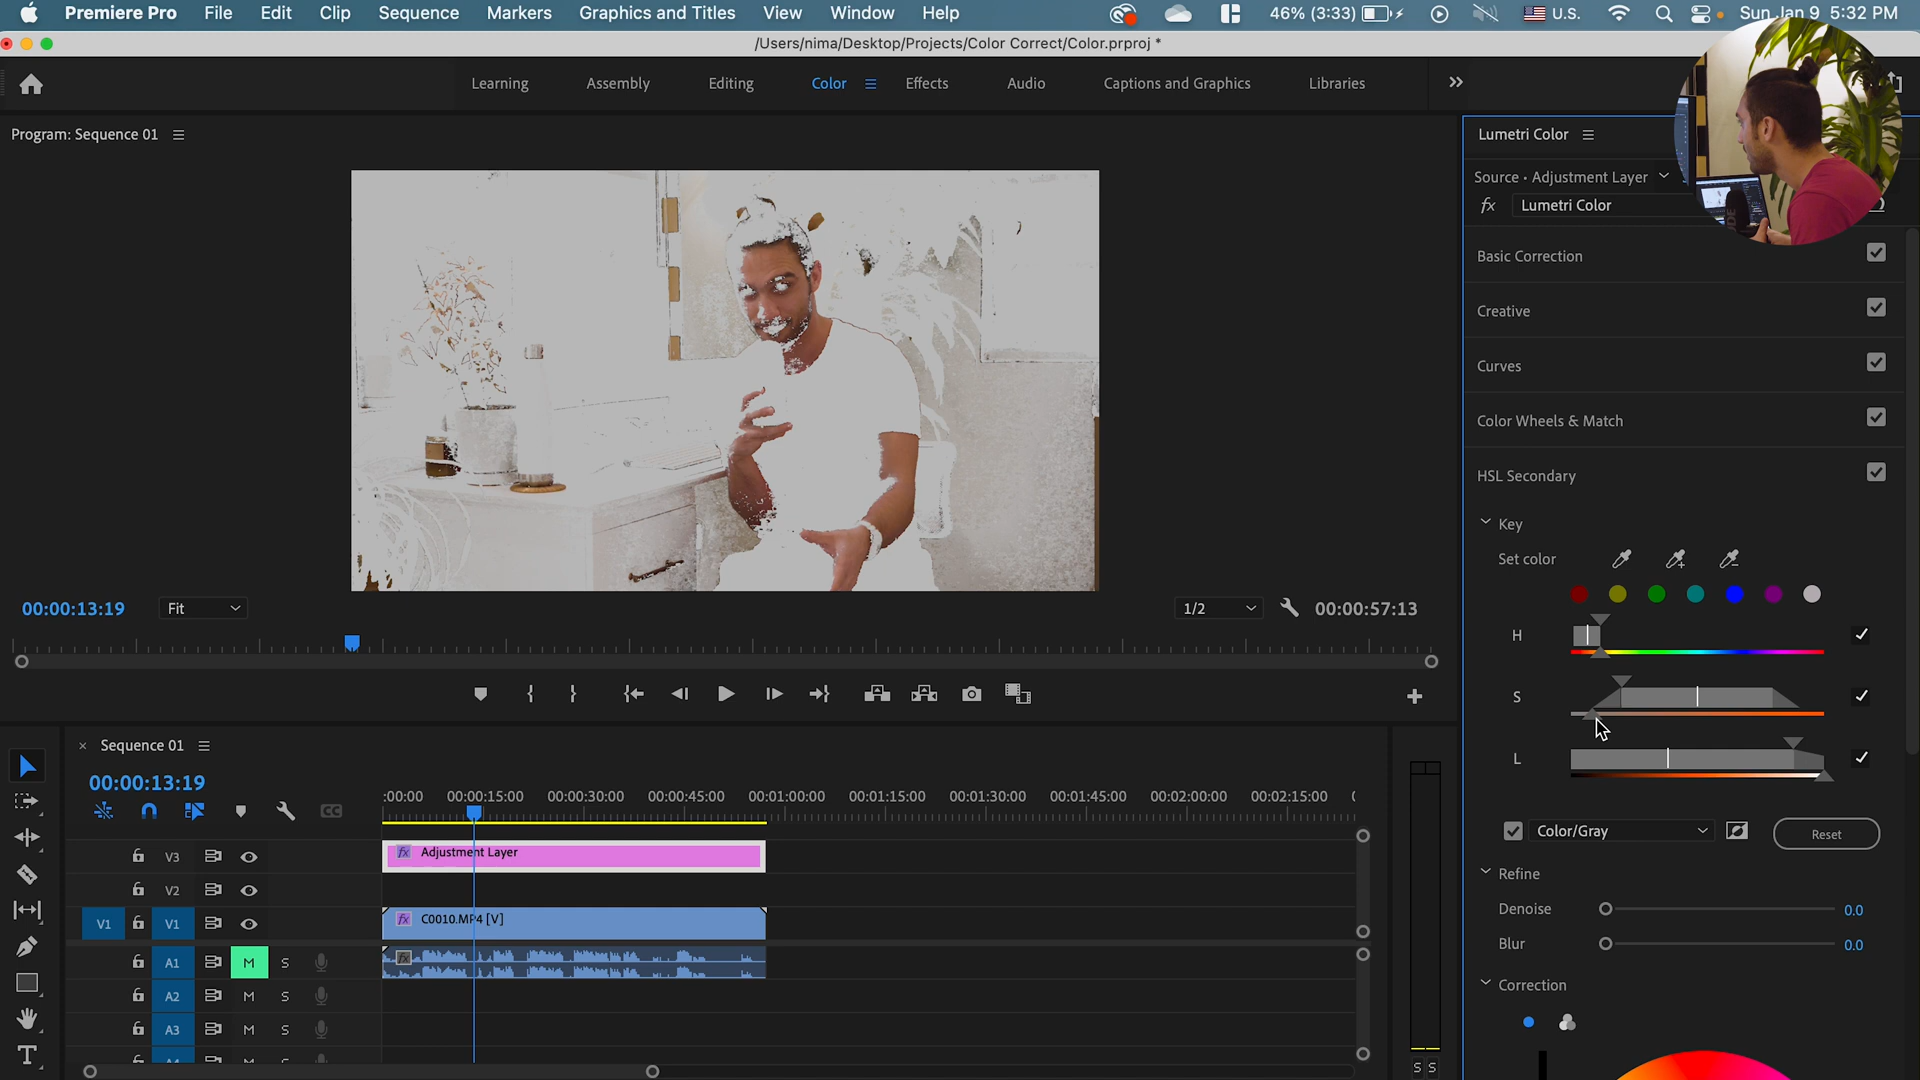 Premiere Pro File Edit Clip Sequence Markers Graphics and Titles View Window Help 46% (3:33) U.S. Sun Jan 9 5:32 PM
/Users/nima/Desktop/Projects/Color Correct/Color.prproj *
Learning Assembly Editing Color Effects Audio Captions and Graphics Libraries
Program: Sequence 01
Lumetri Color
Source • Adjustment Layer
fx Lumetri Color
Basic Correction
Creative
Curves
Color Wheels & Match
HSL Secondary
Key
Set color
00:00:13:19 Fit 1/2 00:00:57:13
H
S
L
Sequence 01
00:00:13:19
:00:00 00:00:15:00 00:00:30:00 00:00:45:00 00:01:00:00 00:01:15:00 00:01:30:00 00:01:45:00 00:02:00:00 00:02:15:00
CC
Color/Gray Reset
V3 fx Adjustment Layer
Refine
V2
Denoise 0.0
V1 V1 fx C0010.MP4 [V]
Blur 0.0
A1 M S fx
Correction
A2 M S
A3 M S
T
S S